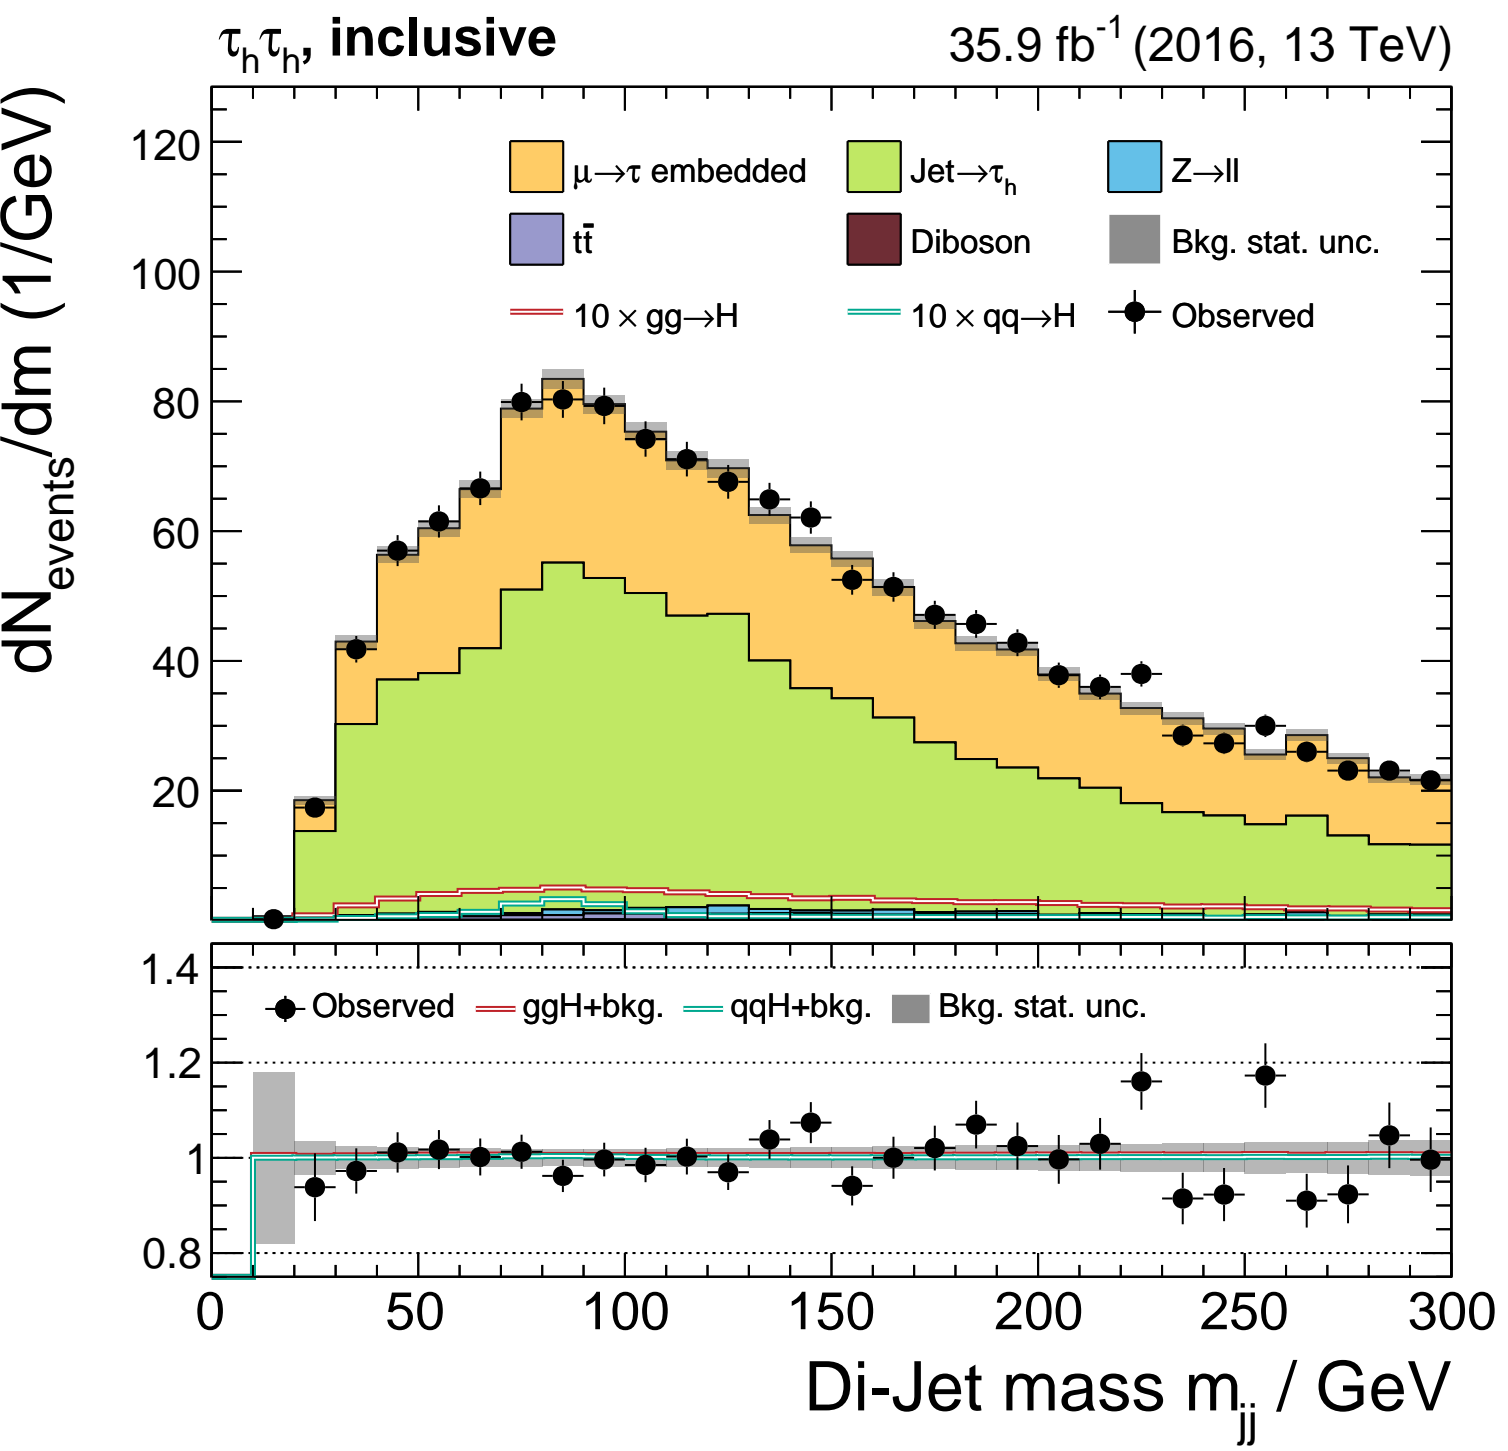 τhτh, inclusive 35.9 fb-1 (2016, 13 TeV)
dNevents/dm (1/GeV)
120
100
80
60
40
20
μ→τ embedded Jet→τh Z→ll
tt̄ Diboson Bkg. stat. unc.
10 × gg→H 10 × qq→H Observed
1.4
1.2
1
0.8
Observed ggH+bkg. qqH+bkg. Bkg. stat. unc.
0 50 100 150 200 250 300
Di-Jet mass mjj / GeV